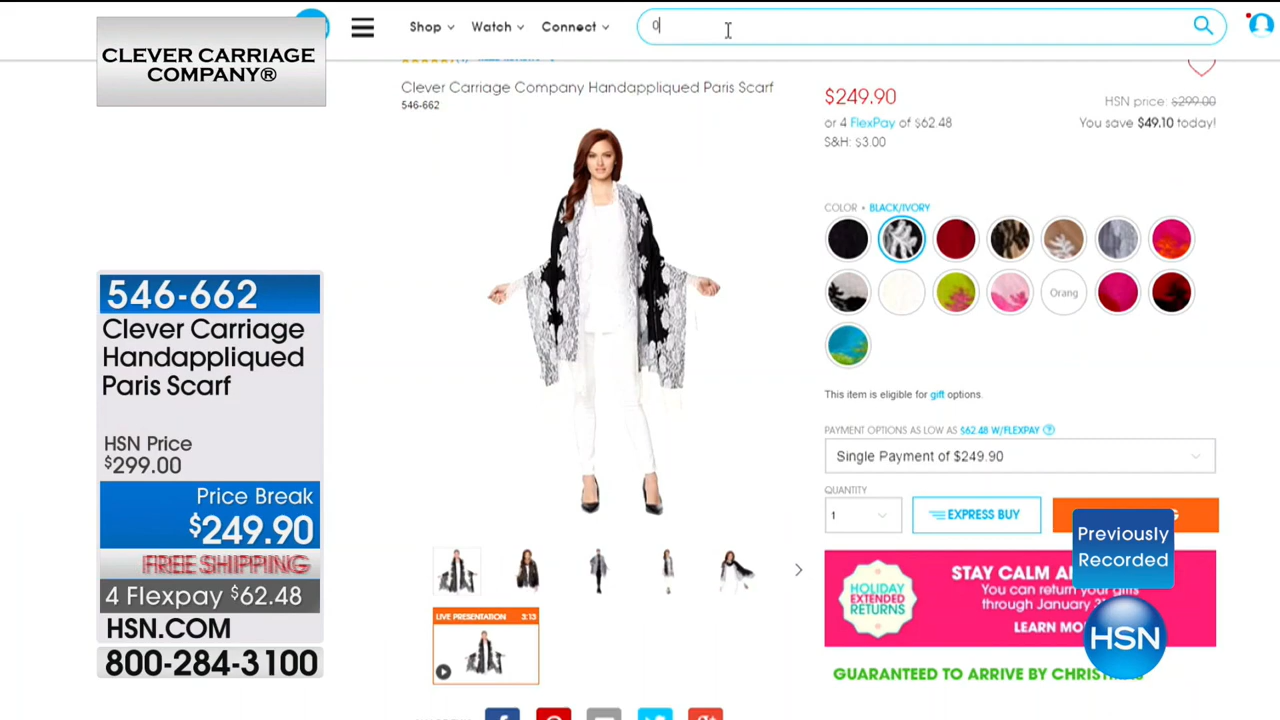 CLEVER CARRIAGE
COMPANY®
Shop
Watch
Connect
0
Clever Carriage Company Handappliqued Paris Scarf
546-662
$249.90
or 4 FlexPay of $62.48
S&H: $3.00
HSN price: $299.00
You save $49.10 today!
COLOR • BLACK/IVORY
Orang
This item is eligible for gift options.
PAYMENT OPTIONS AS LOW AS $62.48 W/FLEXPAY ?
Single Payment of $249.90
QUANTITY
1
EXPRESS BUY
G
HOLIDAY
EXTENDED
RETURNS
STAY CALM A
You can return your gifts
through January 3
LEARN MO
GUARANTEED TO ARRIVE BY CHRIST
LIVE PRESENTATION 3:13
546-662
Clever Carriage
Handappliqued
Paris Scarf
HSN Price
$299.00
Price Break
$249.90
FREE SHIPPING
4 Flexpay $62.48
HSN.COM
800-284-3100
Previously
Recorded
HSN